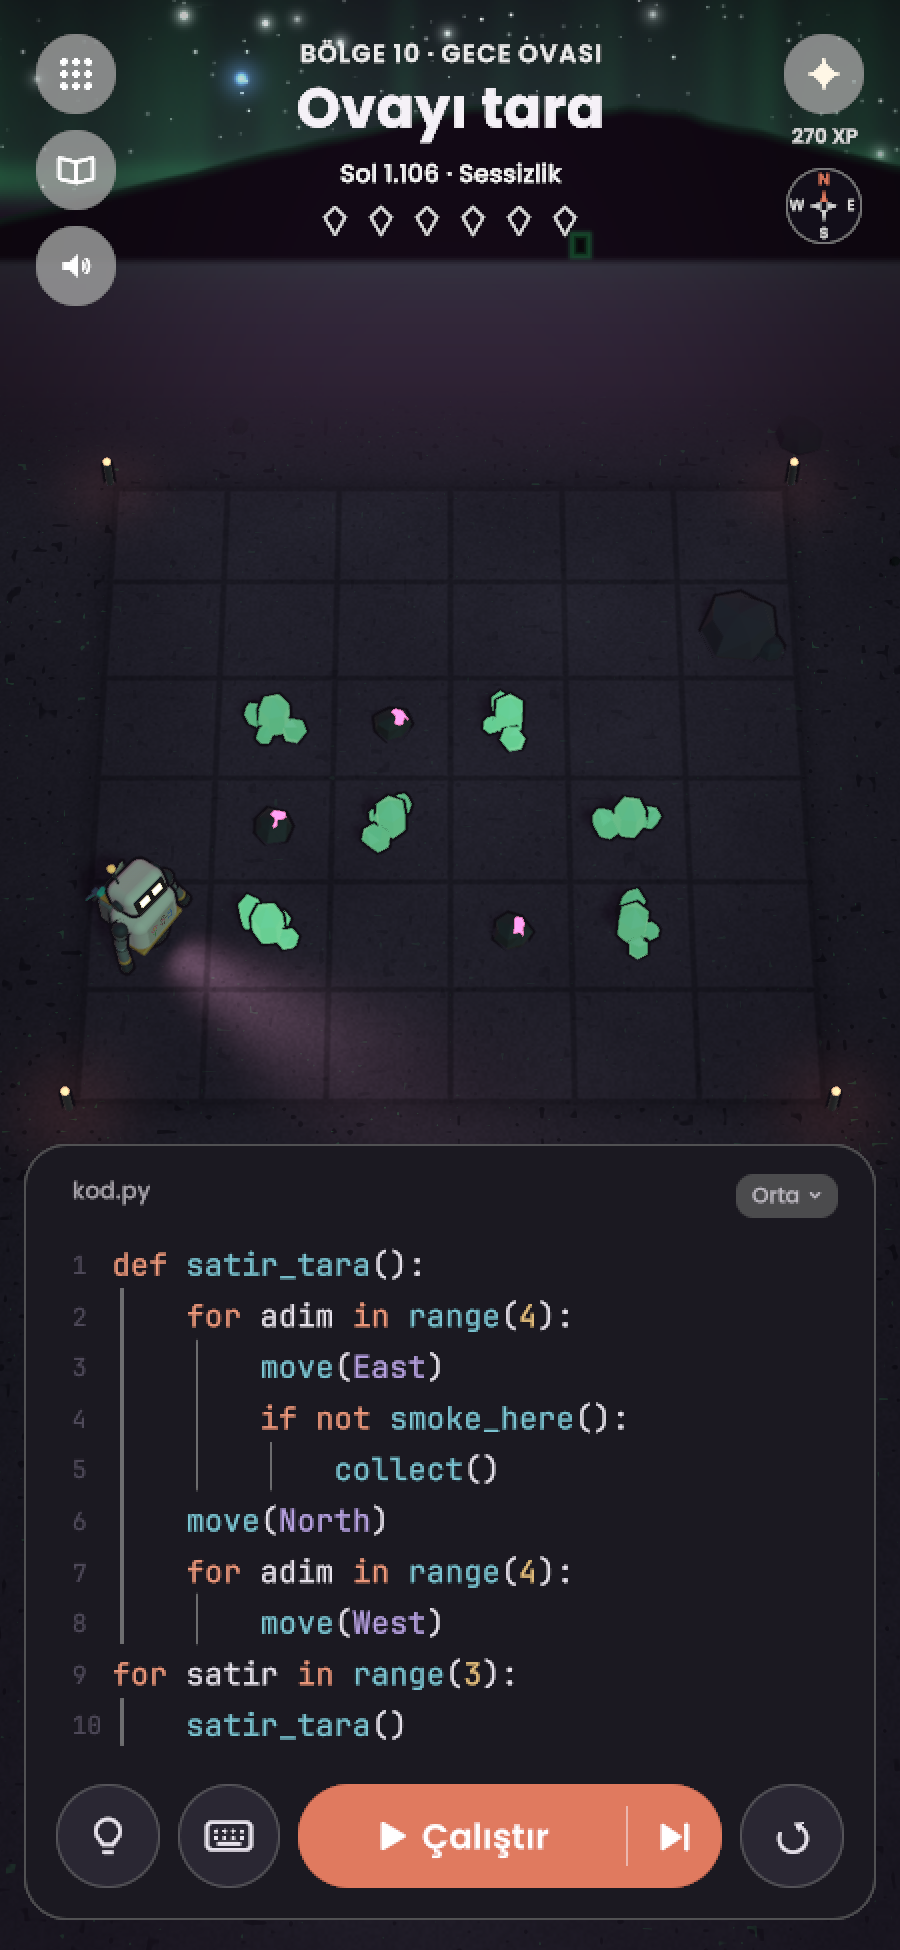 BÖLGE 10 · GECE OVASI
Ovayı tara
Sol 1.106 · Sessizlik
270 XP
N
W E
S
kod.py
Orta
1 def satir_tara():
2     for adim in range(4):
3         move(East)
4         if not smoke_here():
5             collect()
6     move(North)
7     for adim in range(4):
8         move(West)
9 for satir in range(3):
10     satir_tara()
Çalıştır